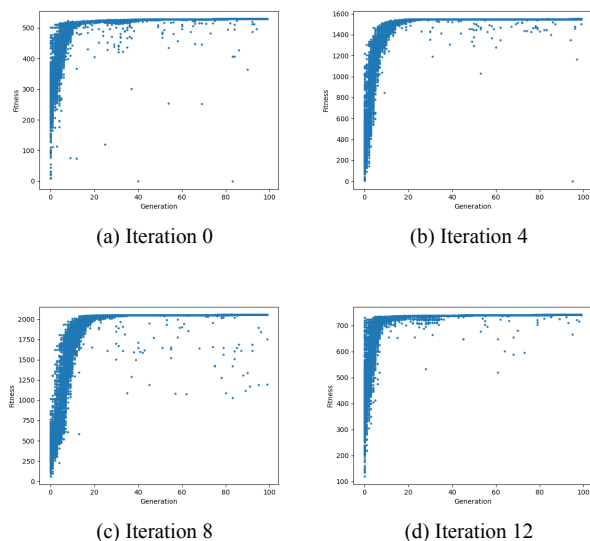 500
400
300
200
100
0
Fitness
0 20 40 60 80 100
Generation
(a) Iteration 0
1600
1400
1200
1000
800
600
400
200
0
Fitness
0 20 40 60 80 100
Generation
(b) Iteration 4
2000
1750
1500
1250
1000
750
500
250
0
Fitness
0 20 40 60 80 100
Generation
(c) Iteration 8
700
600
500
400
300
200
100
Fitness
0 20 40 60 80 100
Generation
(d) Iteration 12